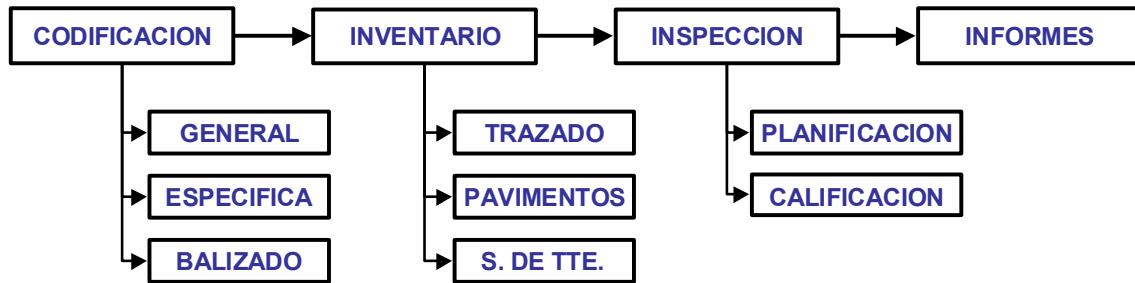 CODIFICACION
INVENTARIO
INSPECCION
INFORMES
GENERAL
TRAZADO
PLANIFICACION
ESPECIFICA
PAVIMENTOS
CALIFICACION
BALIZADO
S. DE TTE.